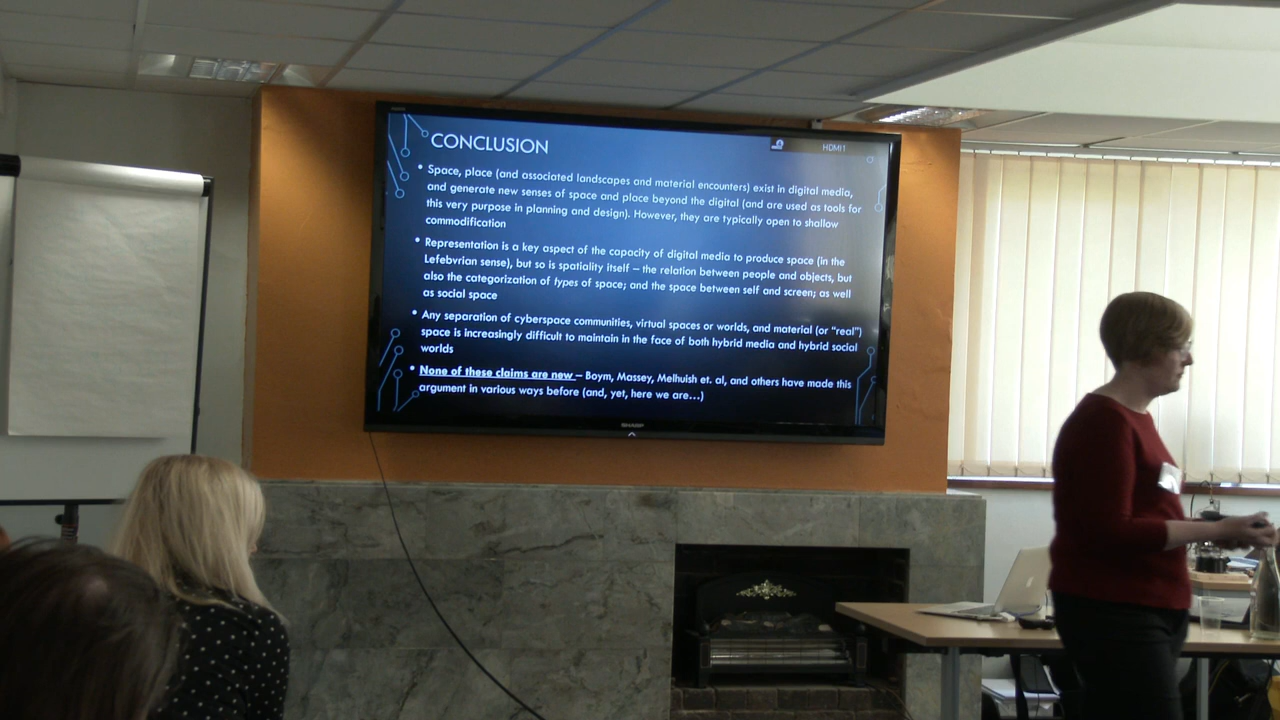 CONCLUSION
HDMI1
• Space, place (and associated landscapes and material encounters) exist in digital media,
and generate new senses of space and place beyond the digital (and are used as tools for
this very purpose in planning and design). However, they are typically open to shallow
commodification
• Representation is a key aspect of the capacity of digital media to produce space (in the
Lefebvrian sense), but so is spatiality itself – the relation between people and objects, but
also the categorization of types of space; and the space between self and screen; as well
as social space
• Any separation of cyberspace communities, virtual spaces or worlds, and material (or “real”)
space is increasingly difficult to maintain in the face of both hybrid media and hybrid social
worlds
• None of these claims are new – Boym, Massey, Melhuish et. al, and others have made this
argument in various ways before (and, yet, here we are…)
SHARP